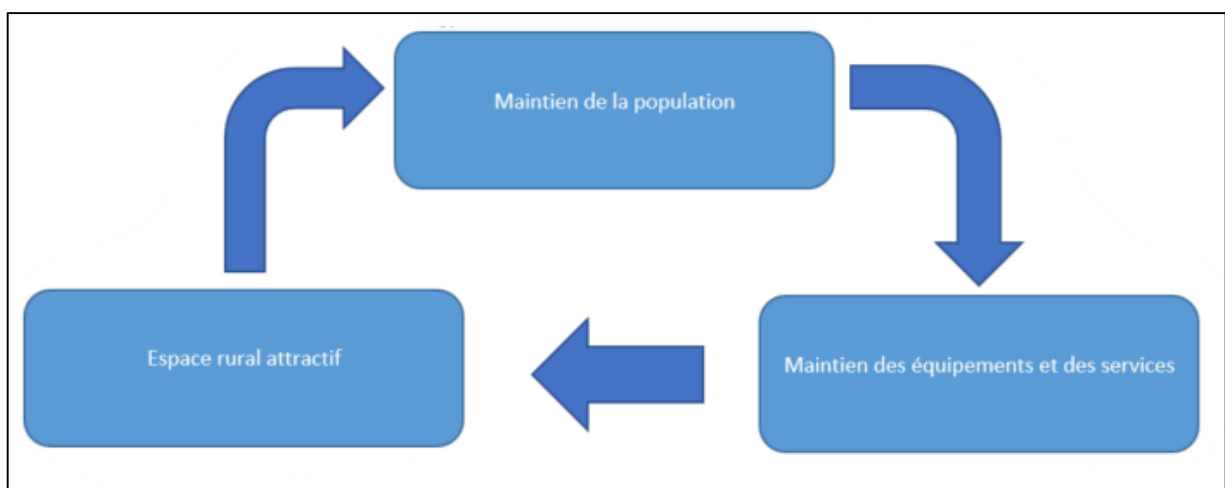 Maintien de la population
Espace rural attractif
Maintien des équipements et des services